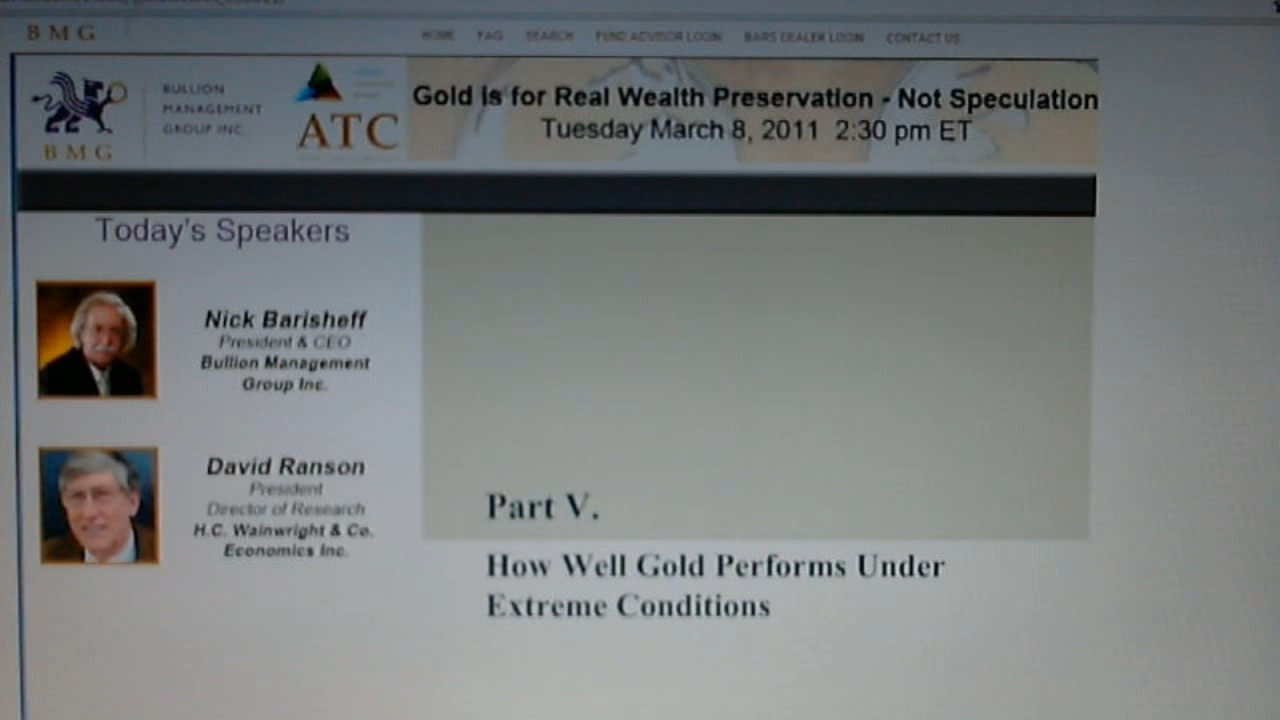 BMG
HOME FAQ SEARCH FUND ADVISOR LOGIN BARS DEALER LOGIN CONTACT US
BULLION
MANAGEMENT
GROUP INC.
BMG
ATC
Gold is for Real Wealth Preservation - Not Speculation
Tuesday March 8, 2011 2:30 pm ET
Today's Speakers
Nick Barisheff
President & CEO
Bullion Management
Group Inc.
David Ranson
President
Director of Research
H.C. Wainwright & Co.
Economics Inc.
Part V.
How Well Gold Performs Under
Extreme Conditions